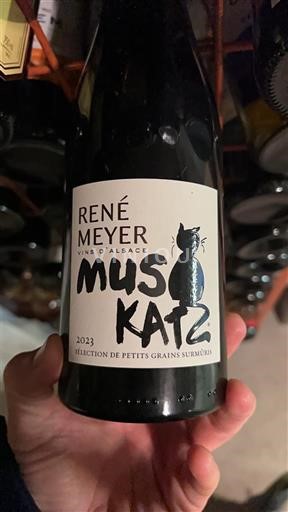 RENÉ
MEYER
VINS D'ALSACE
MUS
KATZ
2023
SÉLECTION DE PETITS GRAINS SURMÛRIS